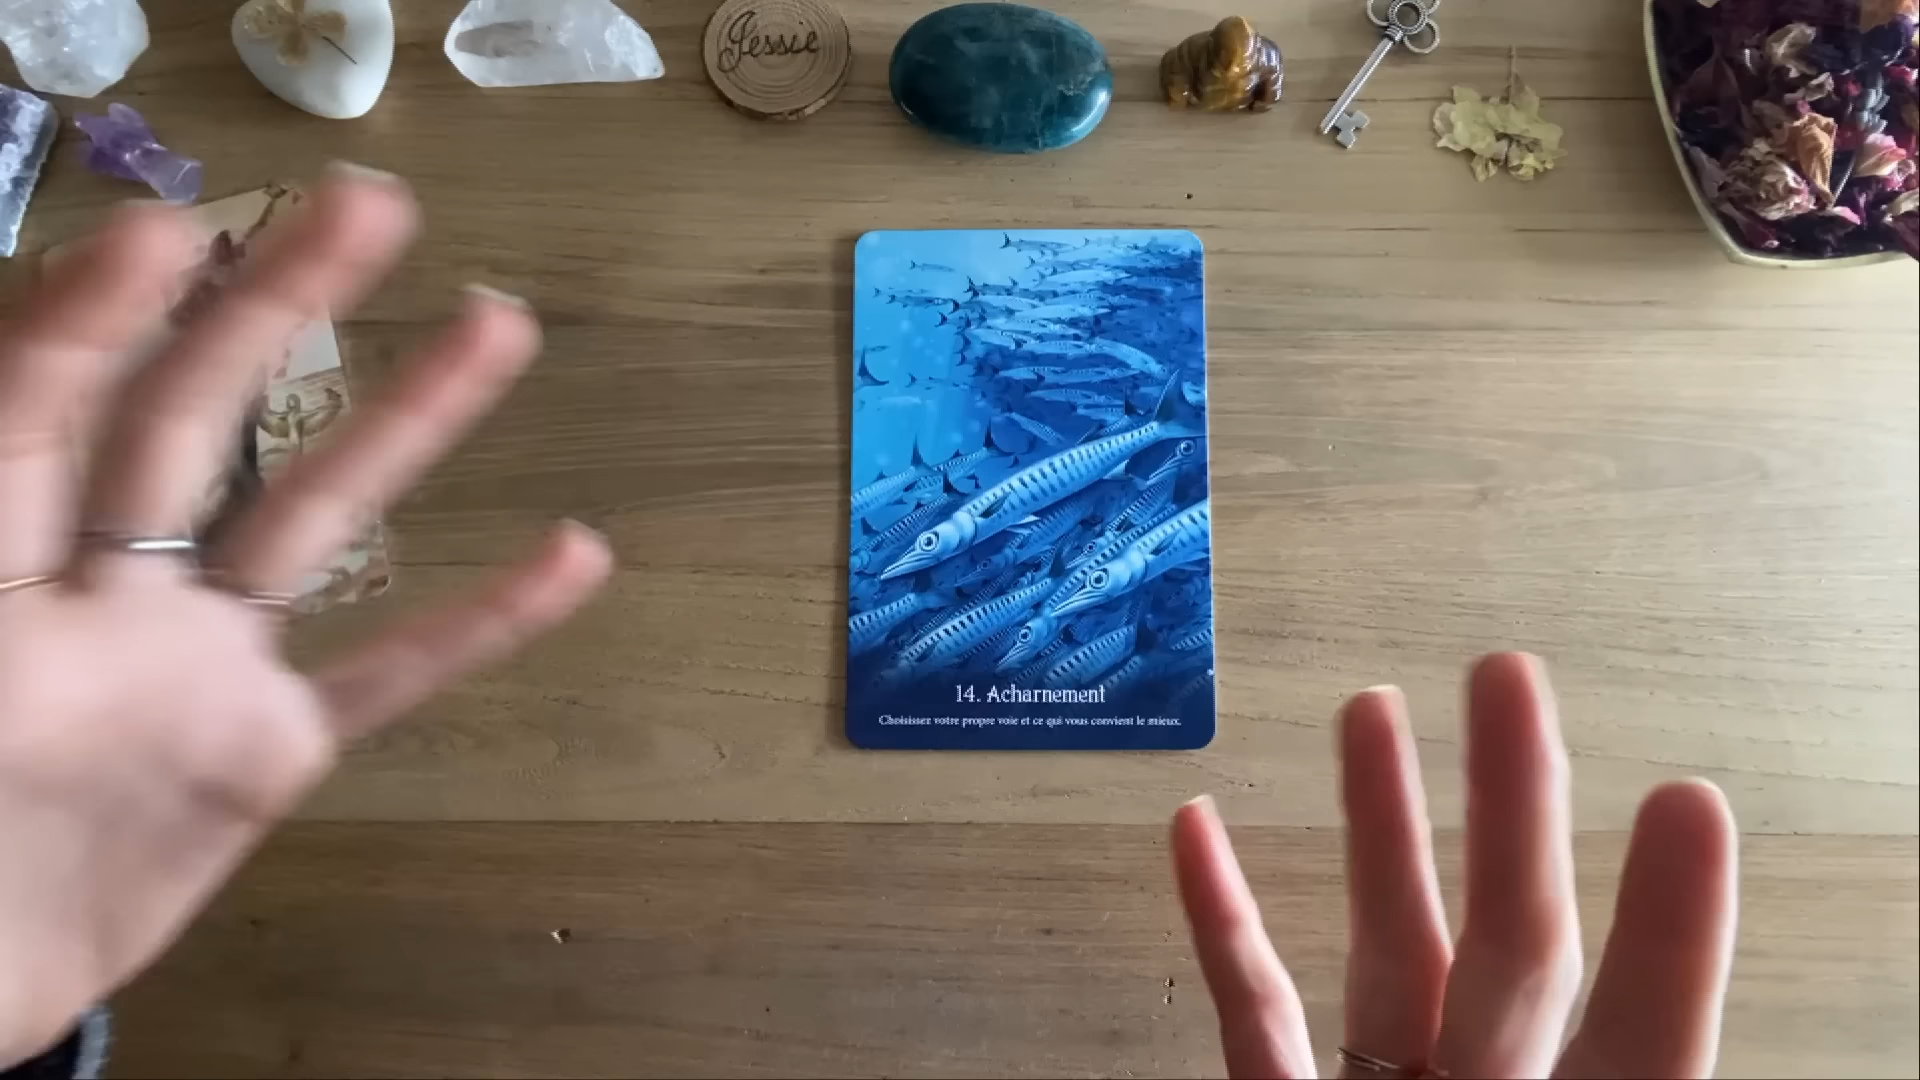 Jessie
14. Acharnement
Choisissez votre propre voie et ce qui vous convient le mieux.